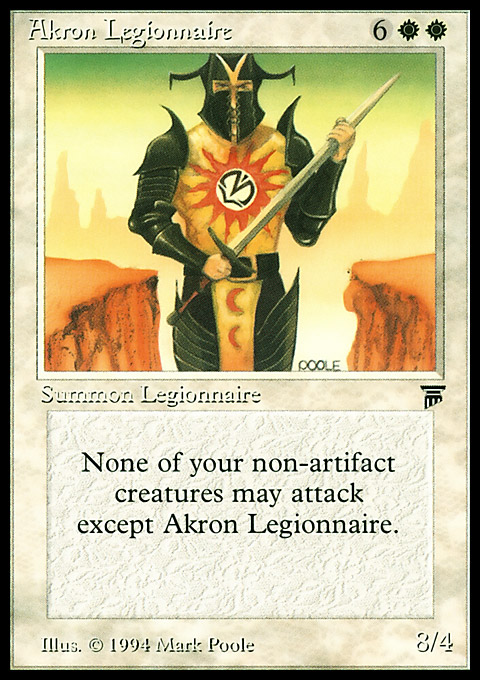 Akron Legionnaire 6
POOLE
Summon Legionnaire
None of your non-artifact
creatures may attack
except Akron Legionnaire.
Illus. © 1994 Mark Poole 8/4